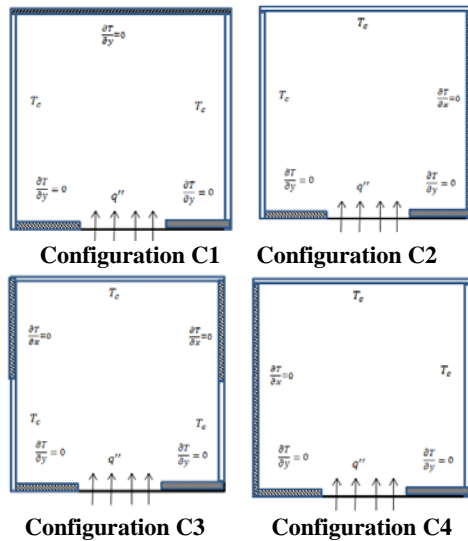 ∂T/∂y=0
T_c
T_c
∂T/∂y = 0
q''
∂T/∂y = 0
Configuration C1
T_c
T_c
∂T/∂x=0
∂T/∂y = 0
q''
∂T/∂y = 0
Configuration C2
T_c
∂T/∂x=0
∂T/∂x=0
T_c
T_c
∂T/∂y = 0
q''
∂T/∂y = 0
Configuration C3
T_c
T_c
∂T/∂x=0
∂T/∂y = 0
q''
∂T/∂y = 0
Configuration C4